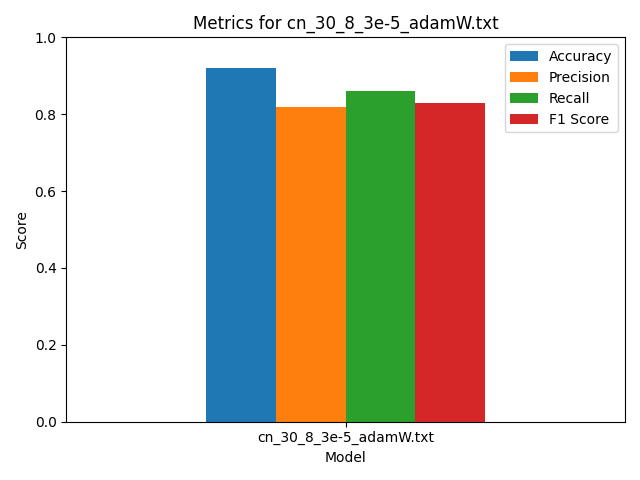 Metrics for cn_30_8_3e-5_adamW.txt
1.0
0.8
0.6
0.4
0.2
0.0
Score
Accuracy
Precision
Recall
F1 Score
cn_30_8_3e-5_adamW.txt
Model